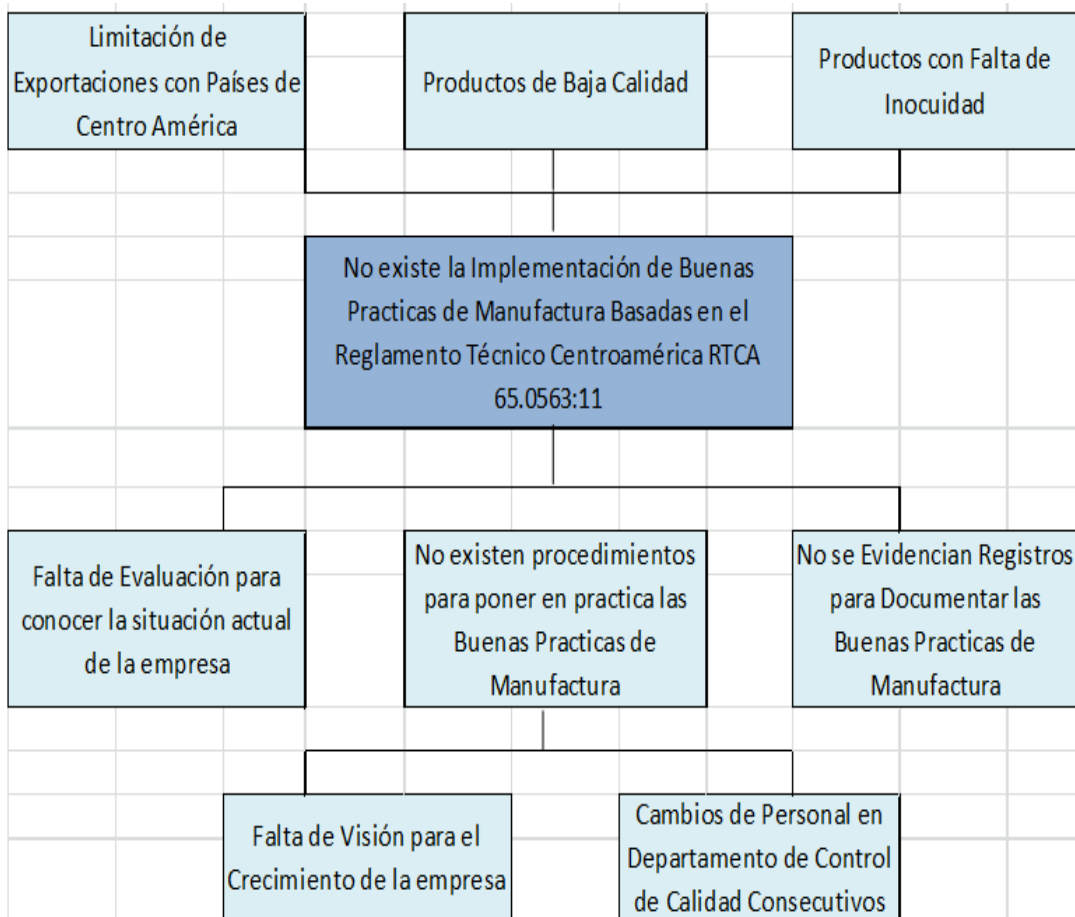 Limitación de
Exportaciones con Países de
Centro América
Productos de Baja Calidad
Productos con Falta de
Inocuidad
No existe la Implementación de Buenas
Practicas de Manufactura Basadas en el
Reglamento Técnico Centroamérica RTCA
65.0563:11
Falta de Evaluación para
conocer la situación actual
de la empresa
No existen procedimientos
para poner en practica las
Buenas Practicas de
Manufactura
No se Evidencian Registros
para Documentar las
Buenas Practicas de
Manufactura
Falta de Visión para el
Crecimiento de la empresa
Cambios de Personal en
Departamento de Control
de Calidad Consecutivos